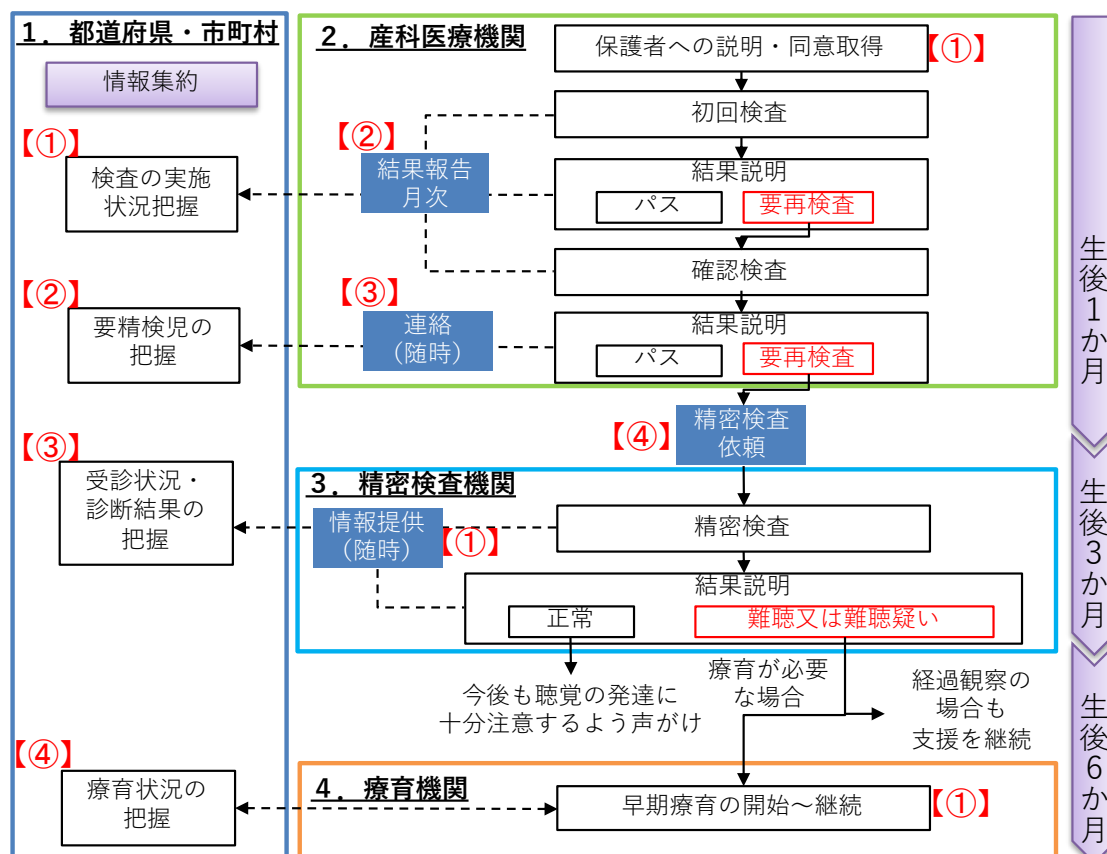 1．都道府県・市町村
情報集約
【①】
検査の実施
状況把握
【②】
要精検児の
把握
【③】
受診状況・
診断結果の
把握
【④】
療育状況の
把握
2．産科医療機関
保護者への説明・同意取得
【①】
初回検査
【②】
結果報告
月次
結果説明
パス
要再検査
確認検査
【③】
連絡
（随時）
結果説明
パス
要再検査
【④】
精密検査
依頼
3．精密検査機関
情報提供
（随時）
【①】
精密検査
結果説明
正常
難聴又は難聴疑い
今後も聴覚の発達に
十分注意するよう声がけ
療育が必要
な場合
経過観察の
場合も
支援を継続
4．療育機関
早期療育の開始～継続
【①】
生後1か月
生後3か月
生後6か月